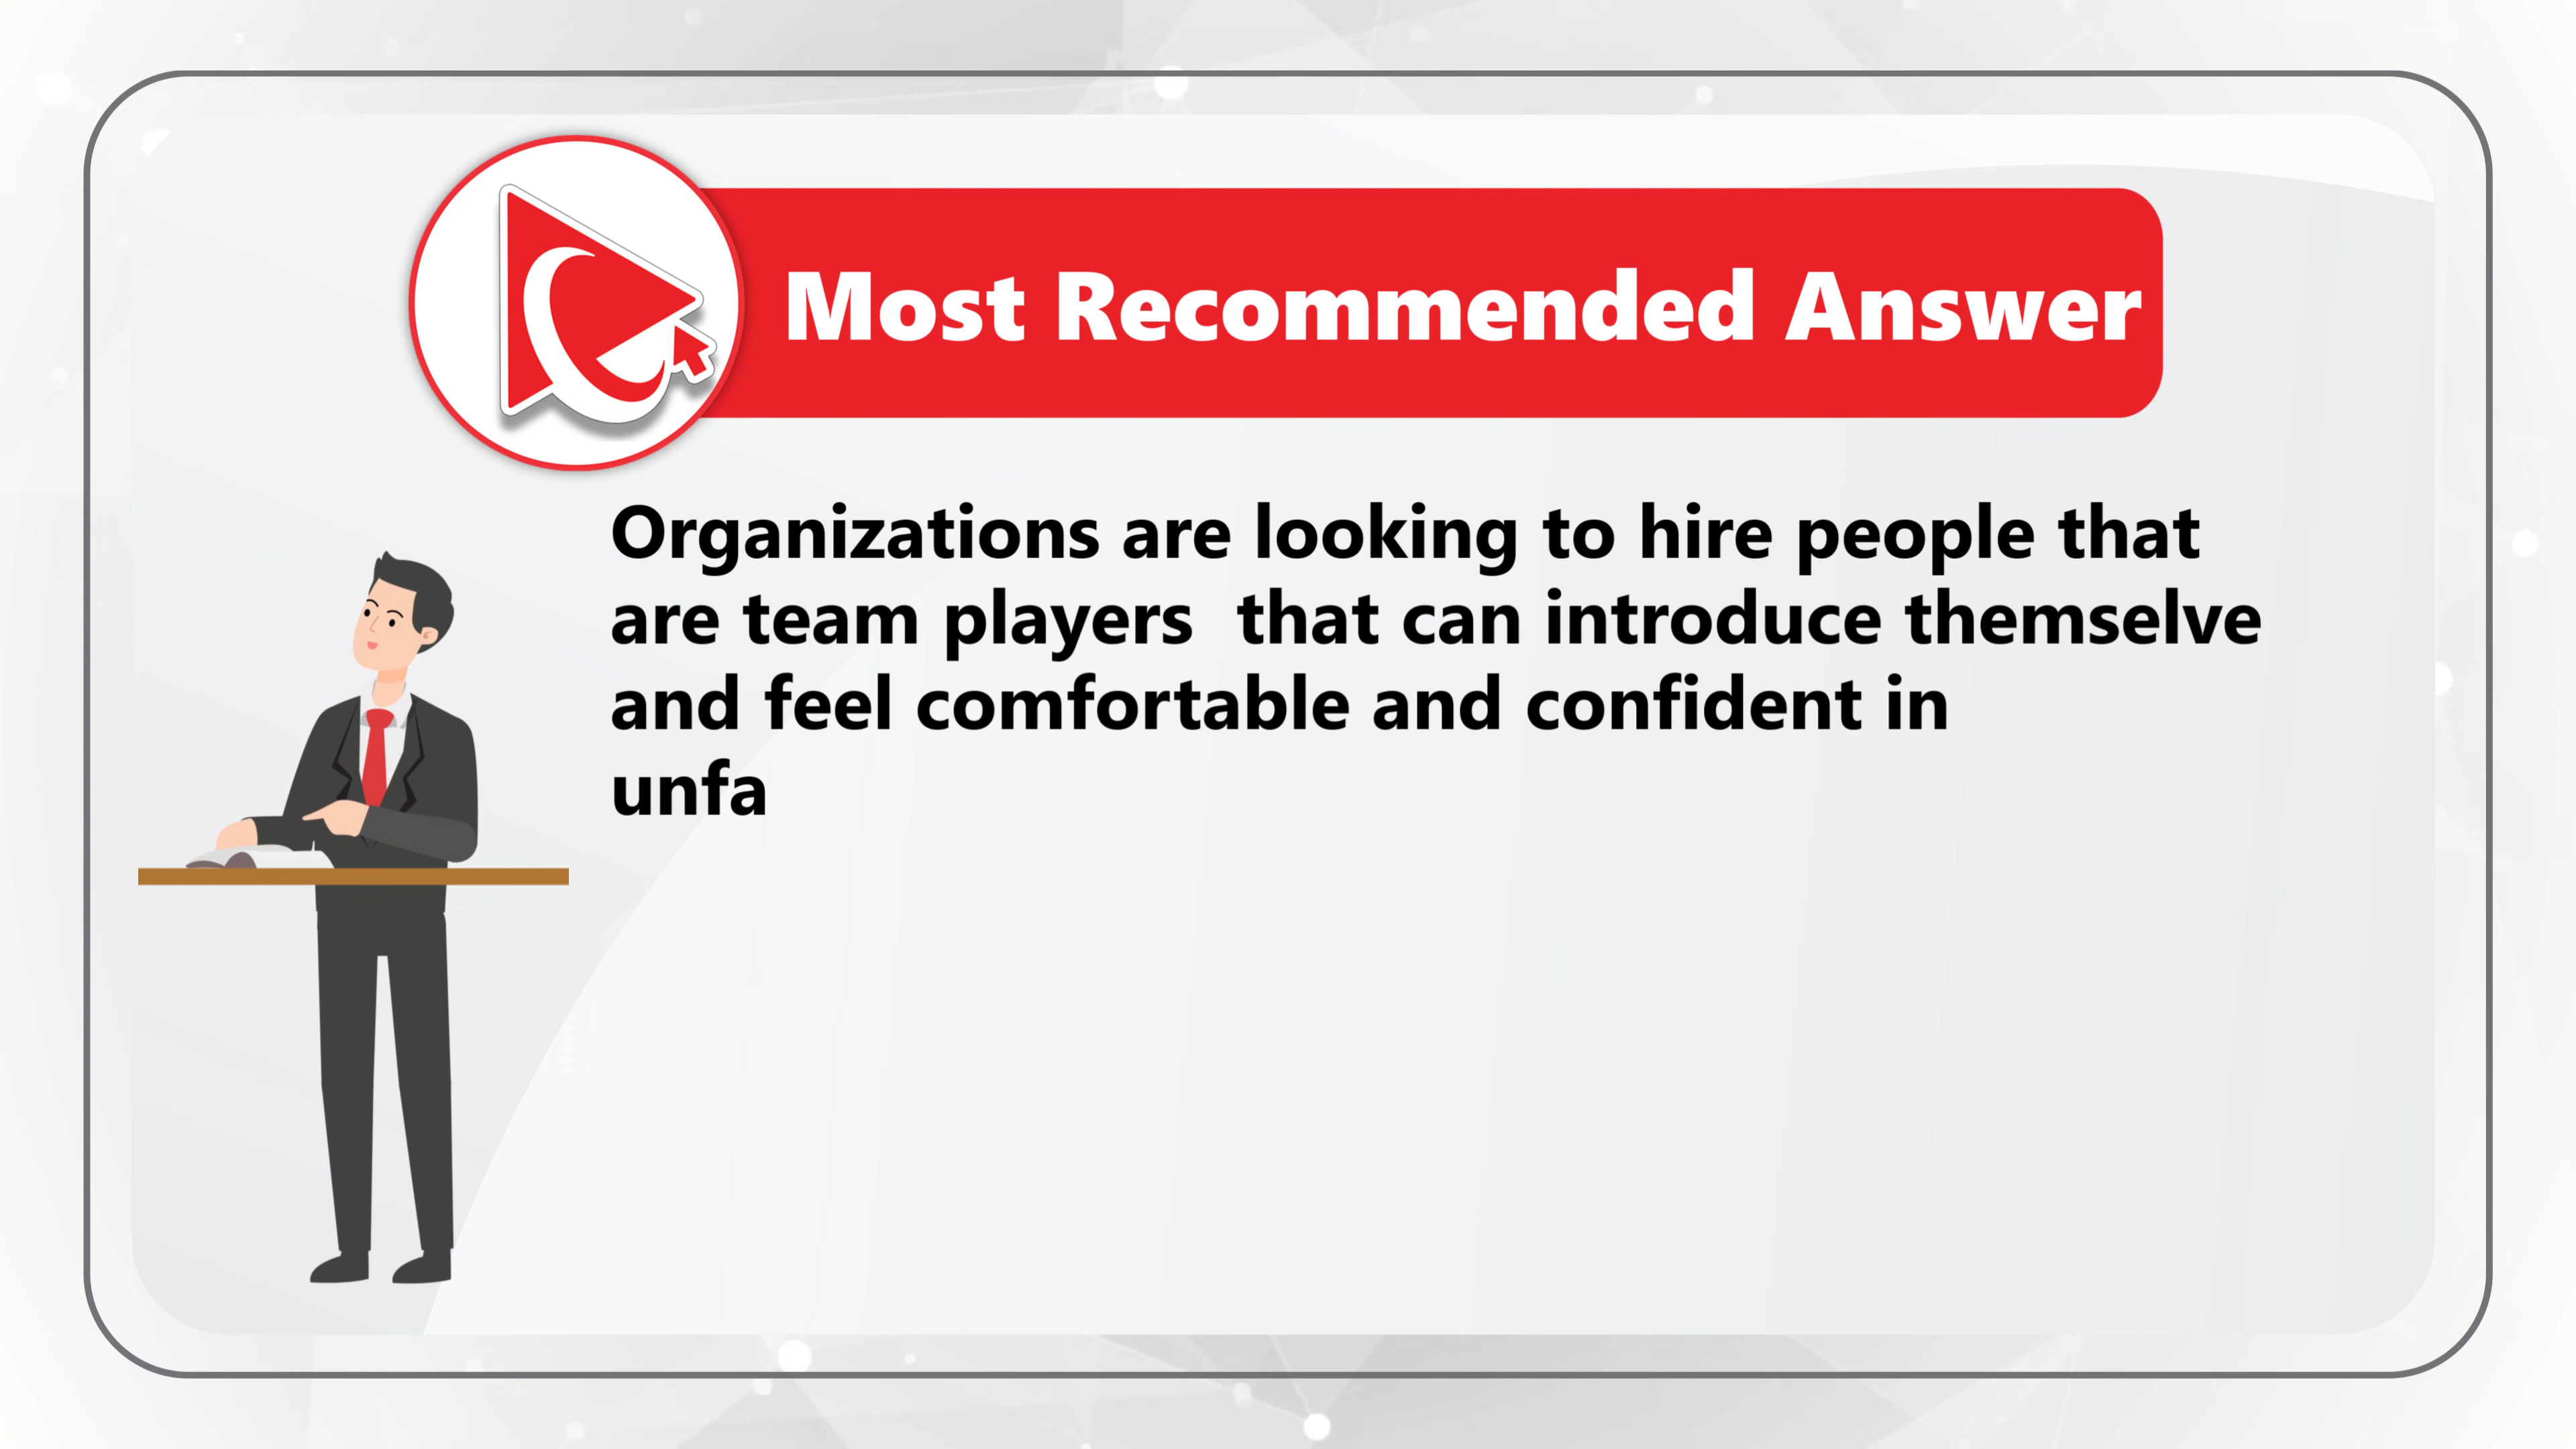 Most Recommended Answer
Organizations are looking to hire people that
are team players  that can introduce themselve
and feel comfortable and confident in
unfa